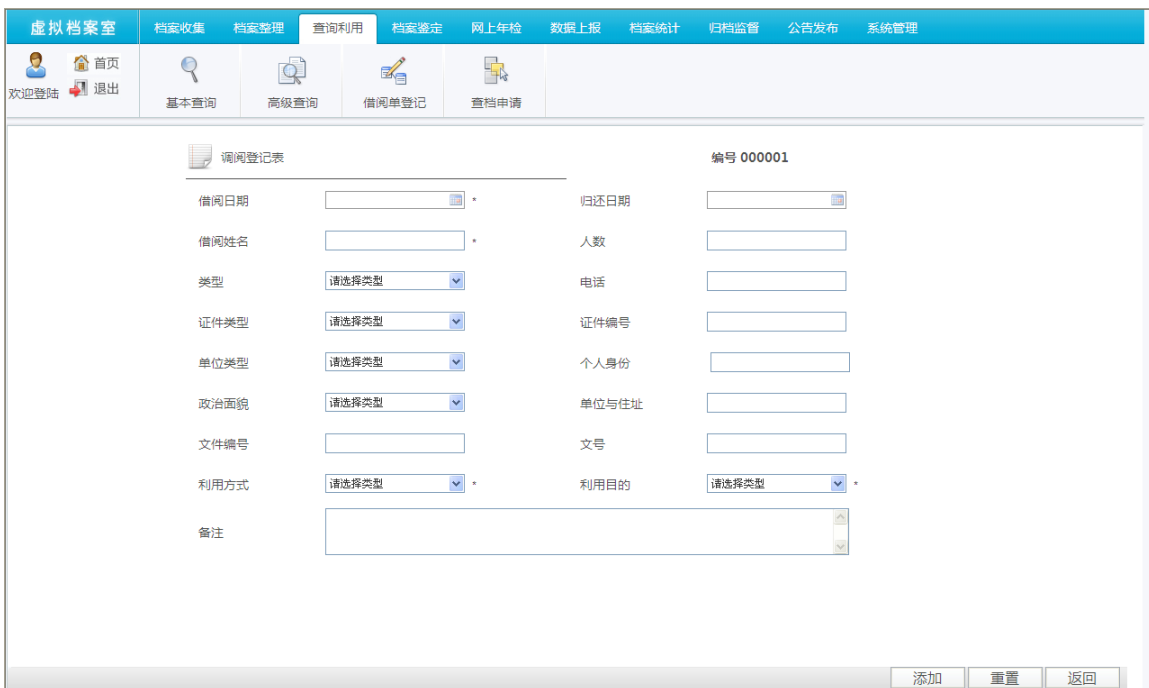 虚拟档案室 档案收集 档案整理 查询利用 档案鉴定 网上年检 数据上报 档案统计 归档监督 公告发布 系统管理
欢迎登陆 首页 退出 基本查询 高级查询 借阅单登记 查档申请
调阅登记表 编号 000001
借阅日期 * 归还日期
借阅姓名 * 人数
类型 请选择类型 电话
证件类型 请选择类型 证件编号
单位类型 请选择类型 个人身份
政治面貌 请选择类型 单位与住址
文件编号 文号
利用方式 请选择类型 * 利用目的 请选择类型 *
备注
添加 重置 返回